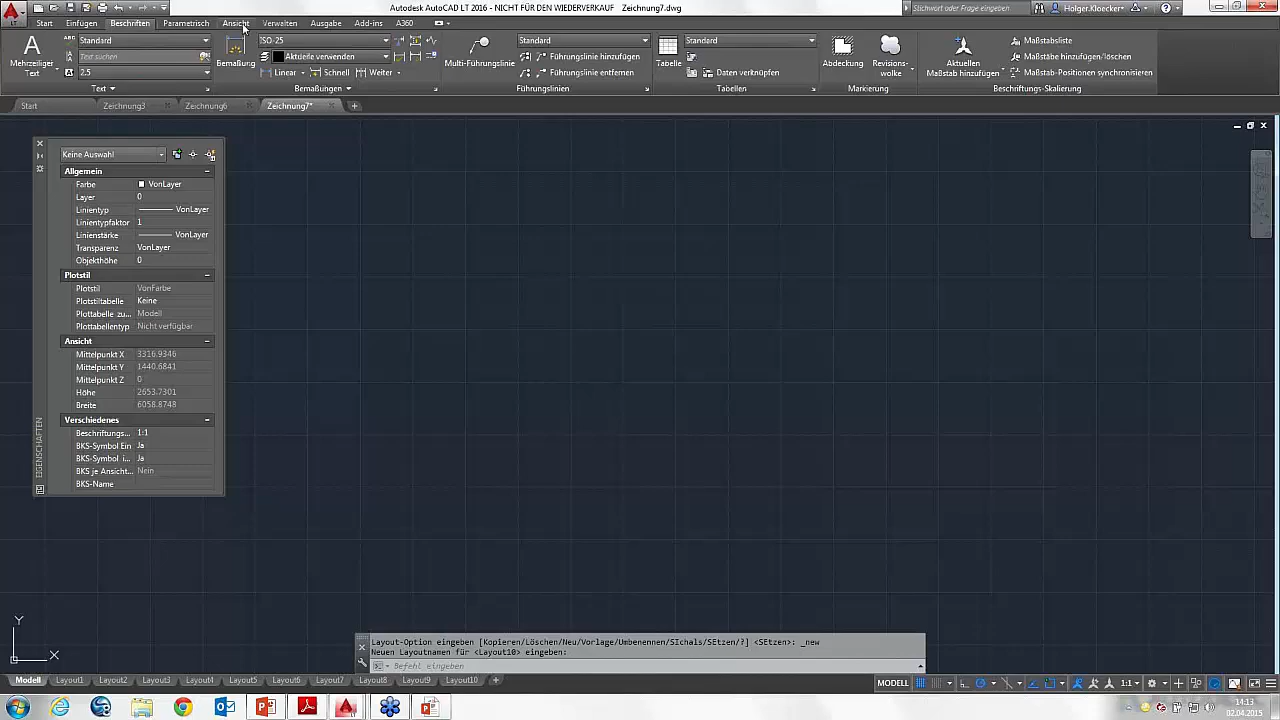 Autodesk AutoCAD LT 2016 - NICHT FÜR DEN WIEDERVERKAUF Zeichnung7.dwg
Stichwort oder Frage eingeben
Holger.Kloecker
LT
Start Einfügen Beschriften Parametrisch Ansicht Verwalten Ausgabe Add-ins A360
A Mehrzeiliger Text
Standard
Text suchen
2.5
Bemaßung
ISO-25
Aktuelle verwenden
Linear Schnell Weiter
Multi-Führungslinie
Standard
Führungslinie hinzufügen
Führungslinie entfernen
Tabelle
Standard
Daten verknüpfen
Abdeckung
Revisions-
wolke
Aktuellen
Maßstab hinzufügen
Maßstabsliste
Maßstäbe hinzufügen/löschen
Maßstab-Positionen synchronisieren
Text Bemaßungen Führungslinien Tabellen Markierung Beschriftungs-Skalierung
Start Zeichnung3 Zeichnung6 Zeichnung7*
Keine Auswahl
Allgemein
Farbe VonLayer
Layer 0
Linientyp VonLayer
Linientypfaktor 1
Linienstärke VonLayer
Transparenz VonLayer
Objekthöhe 0
Plotstil
Plotstil VonFarbe
Plotstiltabelle Keine
Plottabelle zu... Modell
Plottabellentyp Nicht verfügbar
Ansicht
Mittelpunkt X 3316.9346
Mittelpunkt Y 1440.6841
Mittelpunkt Z 0
Höhe 2653.7301
Breite 6058.8748
Verschiedenes
Beschriftungs... 1:1
BKS-Symbol Ein Ja
BKS-Symbol i... Ja
BKS je Ansicht... Nein
BKS-Name
EIGENSCHAFTEN
Y
X
Layout-Option eingeben [Kopieren/Löschen/Neu/Vorlage/Umbenennen/SIchals/SEtzen/?] <SEtzen>: _new
Neuen Layoutnamen für <Layout10> eingeben:
Befehl eingeben
Modell Layout1 Layout2 Layout3 Layout4 Layout5 Layout6 Layout7 Layout8 Layout9 Layout10 +
MODELL
1:1
14:13
02.04.2015